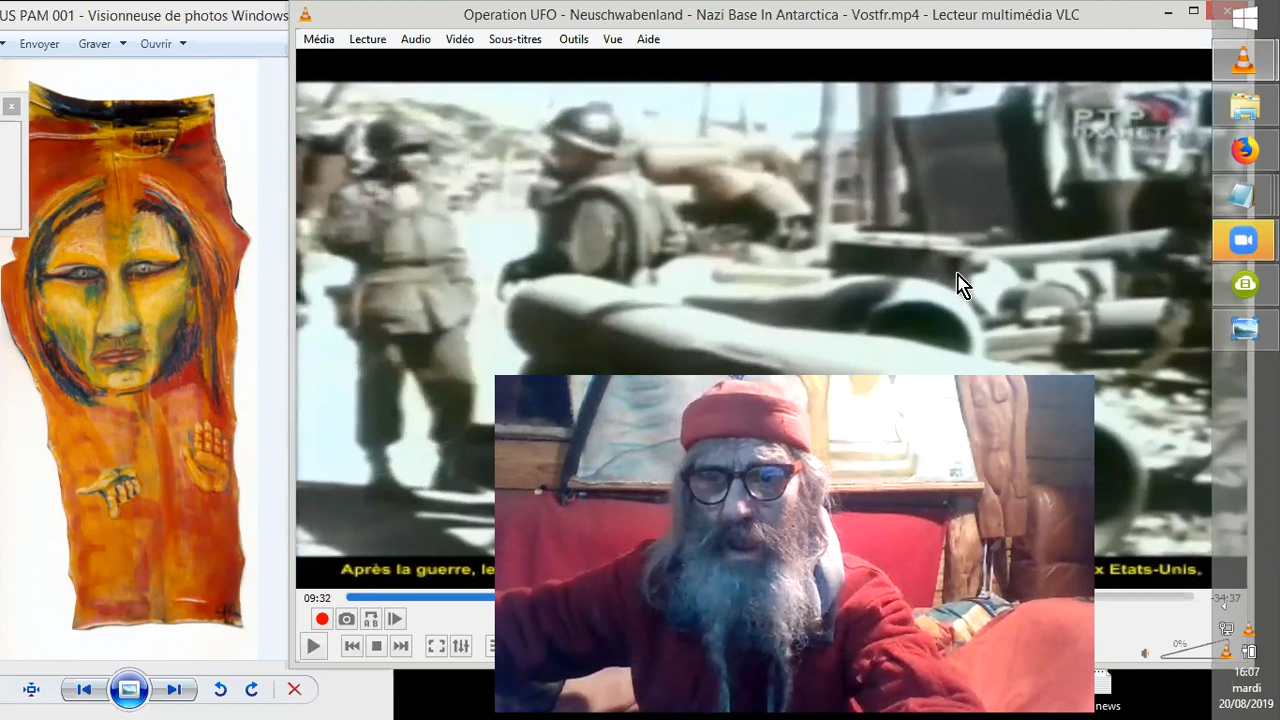 US PAM 001 - Visionneuse de photos Windows
Operation UFO - Neuschwabenland - Nazi Base In Antarctica - Vostfr.mp4 - Lecteur multimédia VLC
Envoyer Graver Ouvrir
Média Lecture Audio Vidéo Sous-titres Outils Vue Aide
РТР
ПЛАНЕТА
Après la guerre, le
x Etats-Unis,
09:32
-34:37
0%
16:07
mardi
20/08/2019
news